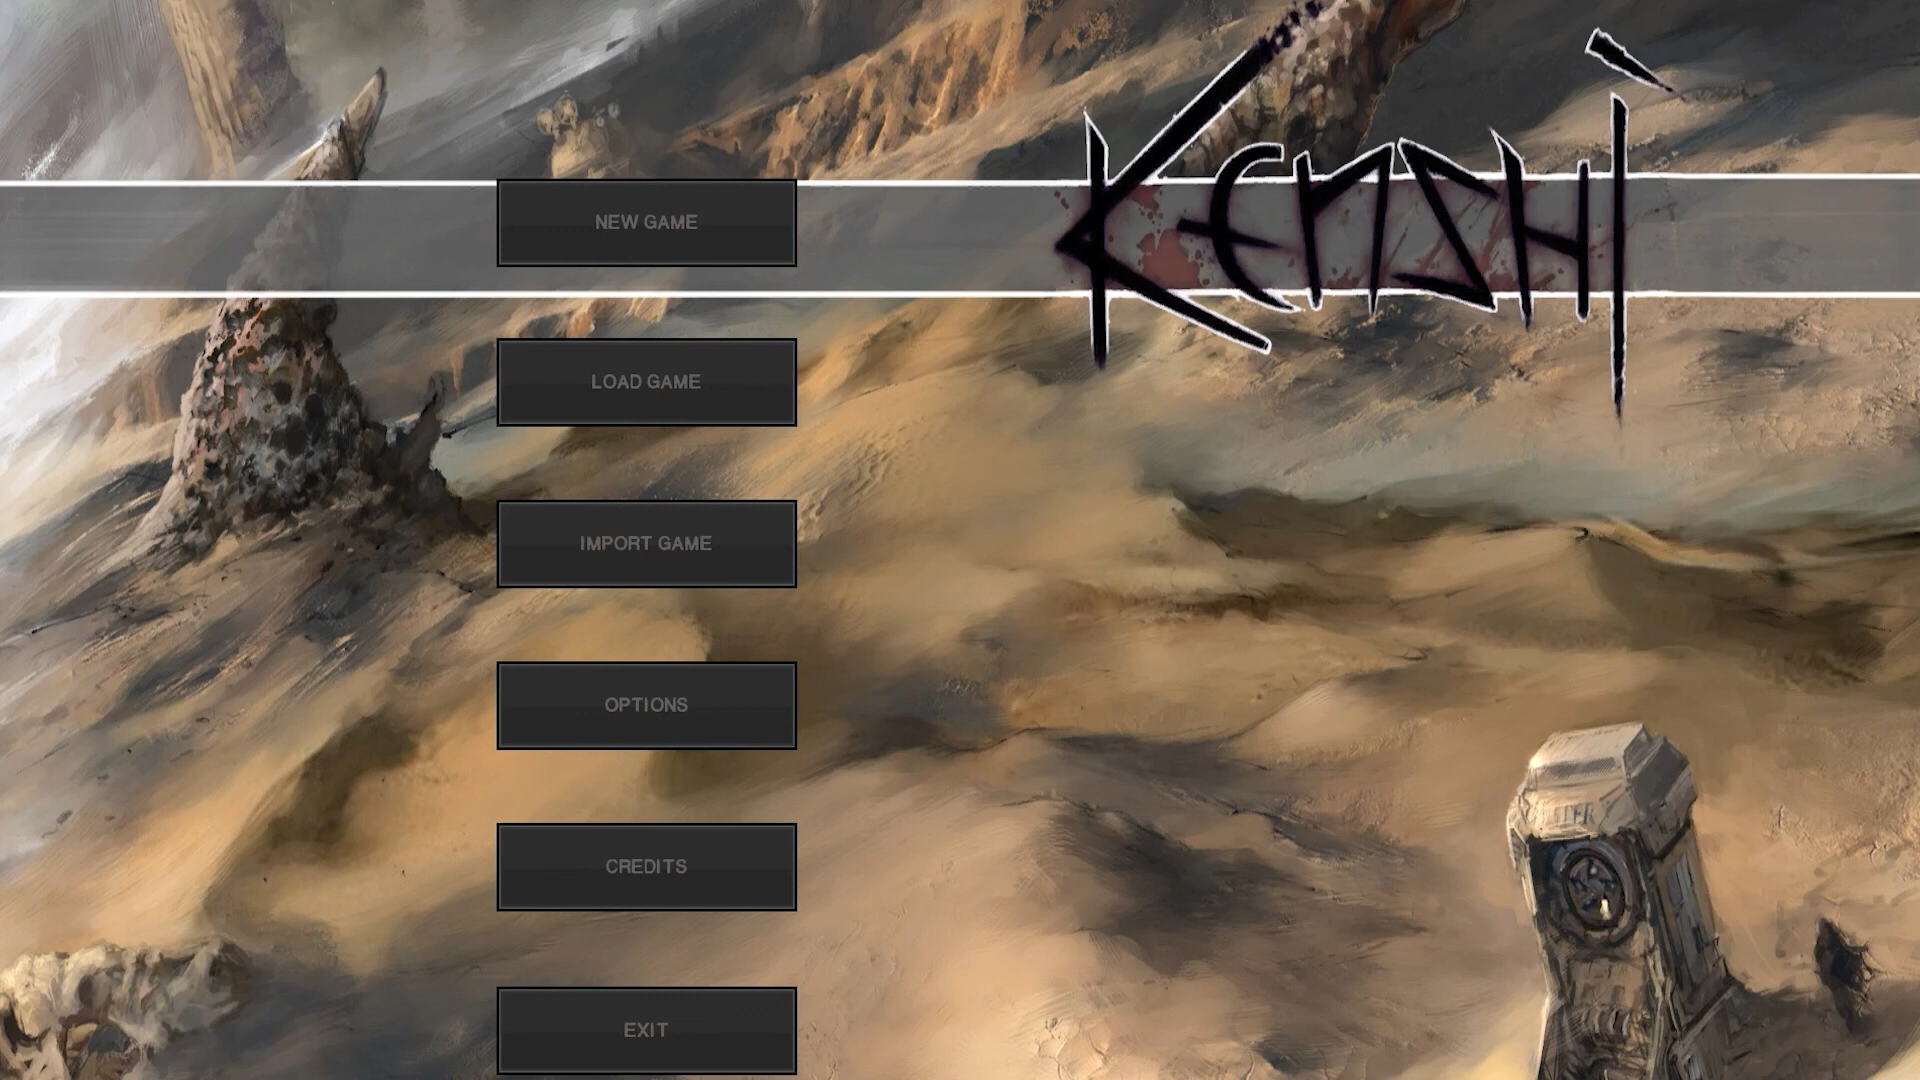 KENSHI
NEW GAME
LOAD GAME
IMPORT GAME
OPTIONS
CREDITS
EXIT